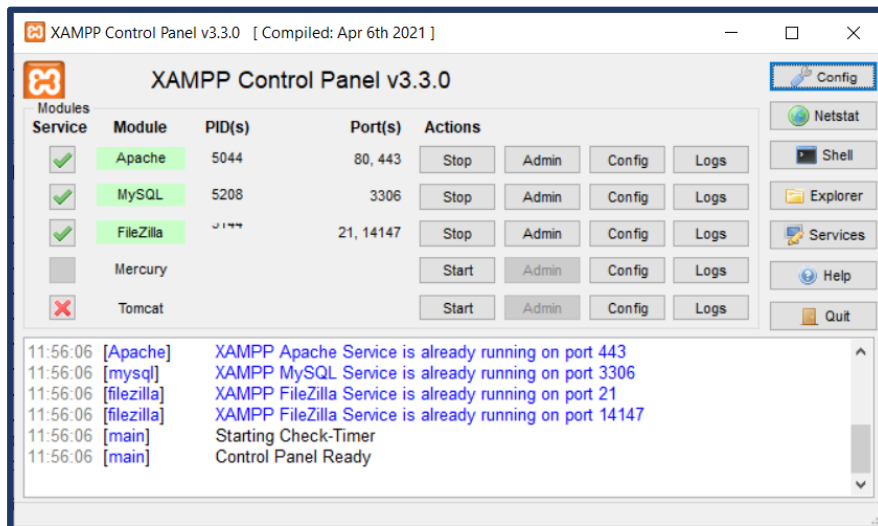 XAMPP Control Panel v3.3.0 [ Compiled: Apr 6th 2021 ]
XAMPP Control Panel v3.3.0
Config
Modules
Service Module PID(s) Port(s) Actions
Netstat
Apache 5044 80, 443 Stop Admin Config Logs
Shell
MySQL 5208 3306 Stop Admin Config Logs
Explorer
FileZilla 21, 14147 Stop Admin Config Logs
Services
Mercury Start Admin Config Logs
Help
Tomcat Start Admin Config Logs
Quit
11:56:06 [Apache] XAMPP Apache Service is already running on port 443
11:56:06 [mysql] XAMPP MySQL Service is already running on port 3306
11:56:06 [filezilla] XAMPP FileZilla Service is already running on port 21
11:56:06 [filezilla] XAMPP FileZilla Service is already running on port 14147
11:56:06 [main] Starting Check-Timer
11:56:06 [main] Control Panel Ready